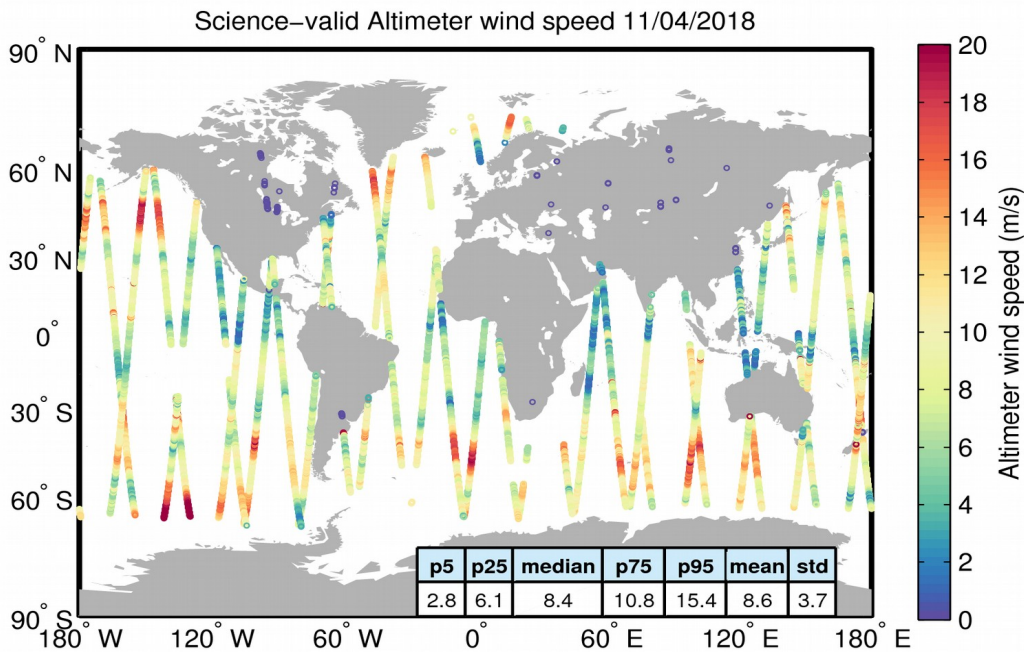 Science−valid Altimeter wind speed 11/04/2018
90° N
60° N
30° N
0°
30° S
60° S
90° S
180° W
120° W
60° W
0°
60° E
120° E
180° E
p5 p25 median p75 p95 mean std
2.8 6.1 8.4 10.8 15.4 8.6 3.7
20
18
16
14
12
10
8
6
4
2
0
Altimeter wind speed (m/s)